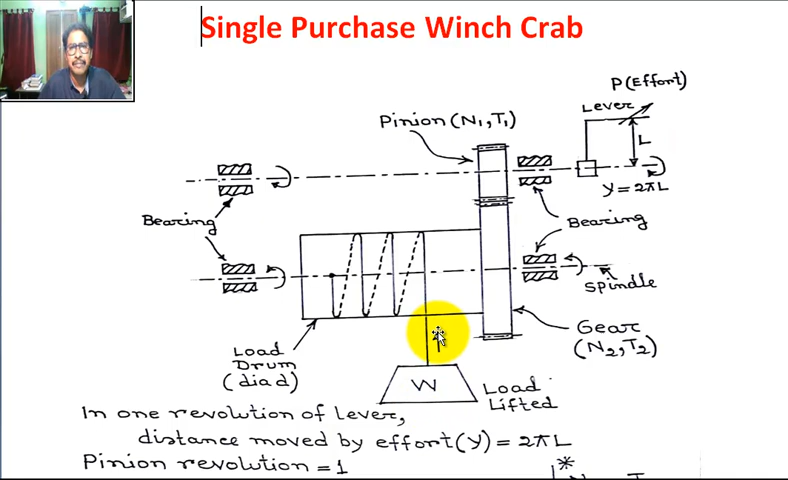 Single Purchase Winch Crab
P(Effort)
Lever
Pinion (N1, T1)
L
y = 2πL
Bearing
Bearing
Spindle
Gear
(N2, T2)
Load
Drum
(dia d)
W
Load
Lifted
In one revolution of lever,
distance moved by effort (y) = 2πL
Pinion revolution = 1